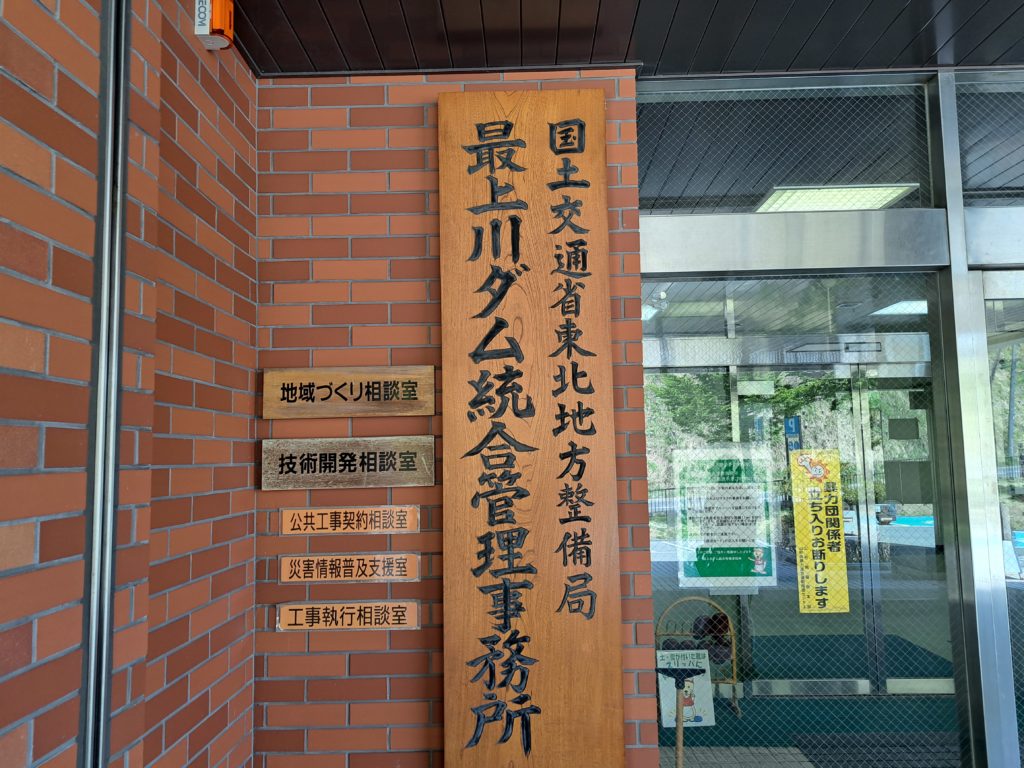 国土交通省東北地方整備局
最上川ダム統合管理事務所
地域づくり相談室
技術開発相談室
公共工事契約相談室
災害情報普及支援室
工事執行相談室
暴力団関係者
立ち入りお断りします
SECOM